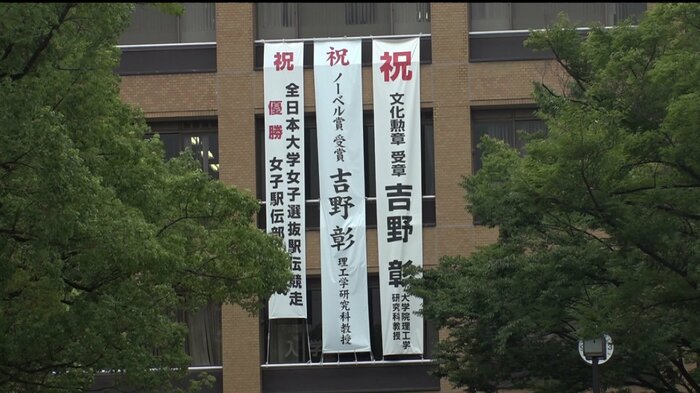 祝
文化勲章 受章
吉野 彰
大学院理工学
研究科教授
祝
ノーベル賞 受賞
吉野 彰
理工学研究科教授
祝
全日本大学女子選抜駅伝競走
優勝 女子駅伝部